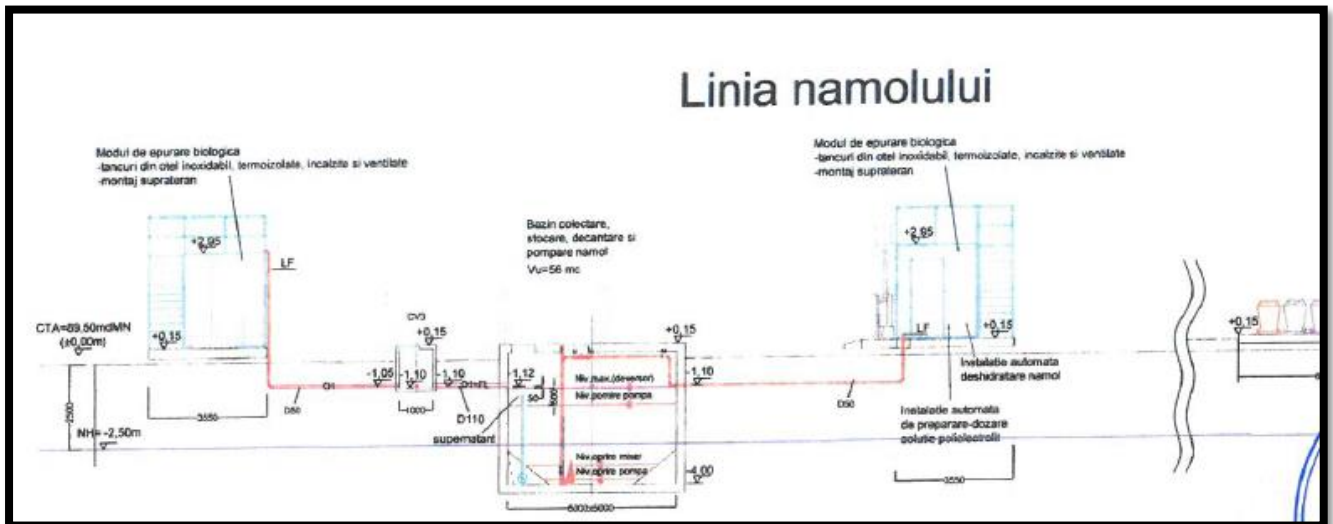 Linia namolului
Modul de epurare biologica
-tancuri din otel inoxidabil, termoizolate, incalzite si ventilate
-montaj suprateran
Modul de epurare biologica
-tancuri din otel inoxidabil, termoizolate, incalzite si ventilate
-montaj suprateran
Bazin colectare,
stocare, decantare si
pompare namol
Vu=56 mc
+2,95
LF
+2,95
CTA=89,50mdMN
(±0,00m)
+0,15
CV3
+0,15
+0,15
LF
+0,15
+0,15
-1,05
-1,10
-1,10
-1,12
Niv.max.(deversor)
-1,10
Niv.pornire pompa
50
D50
1000
D110
supernatant
D50
Instalatie automata
deshidratare namol
Instalatie automata
de preparare-dozare
solutie polielectrolit
3550
2500
NH= -2,50m
Niv.oprire mixer
Niv.oprire pompa
-4,00
3550